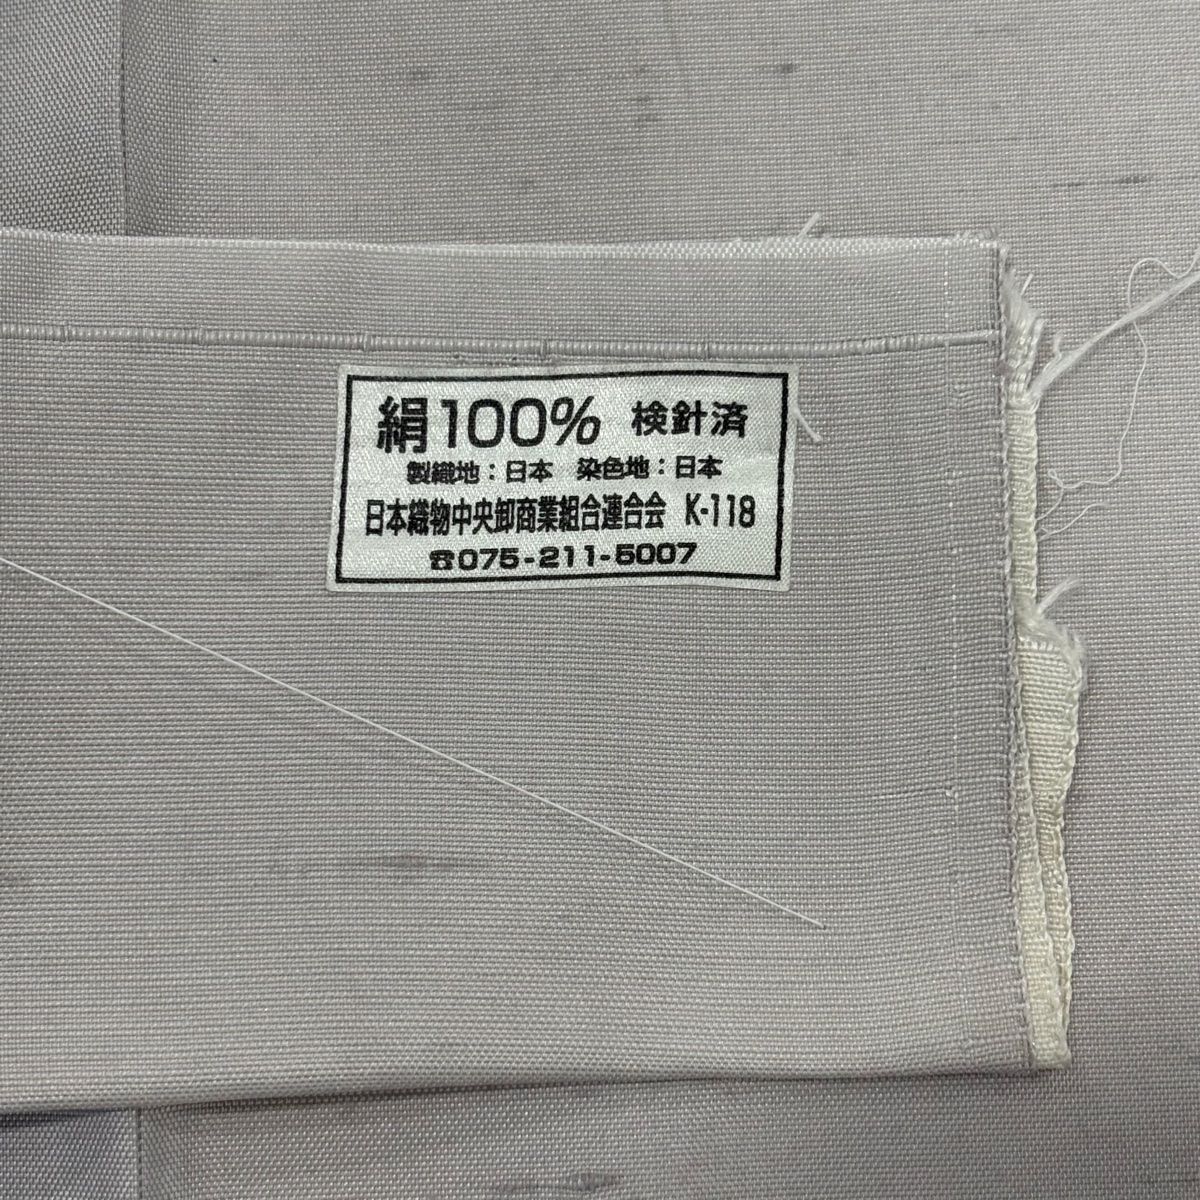 絹100% 検針済
製織地:日本 染色地:日本
日本織物中央卸商業組合連合会 K-118
☎075-211-5007